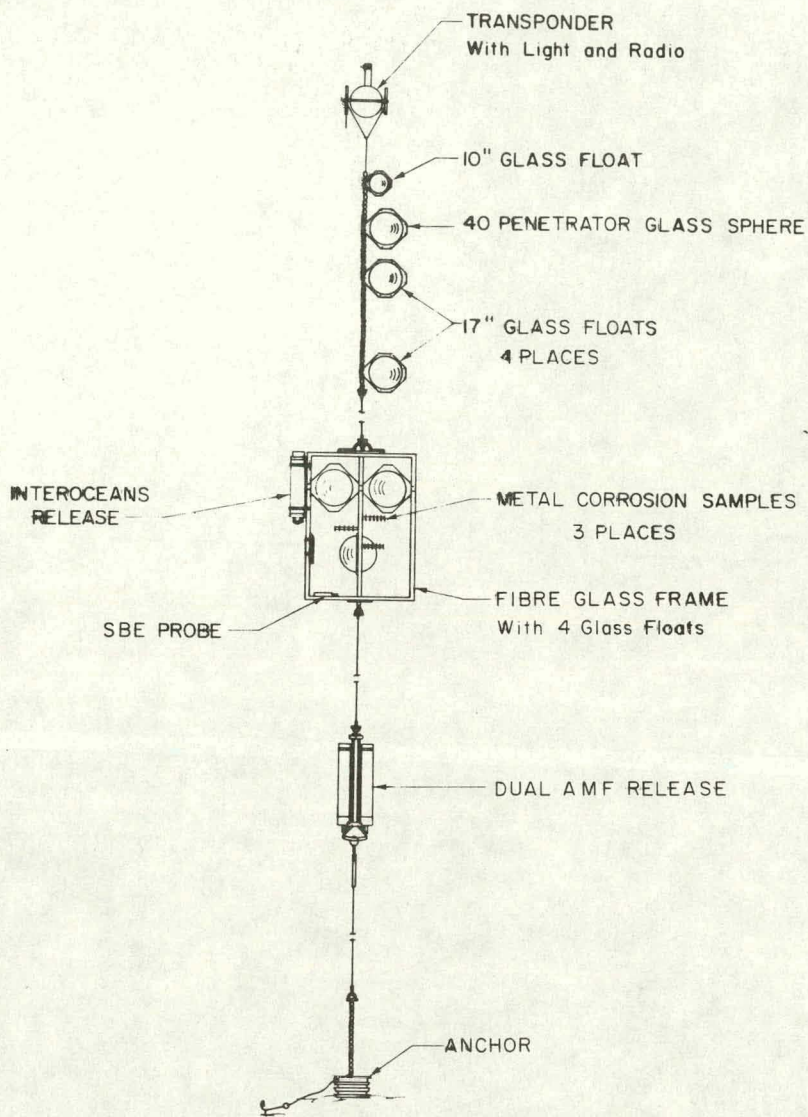 TRANSPONDER
With Light and Radio
10" GLASS FLOAT
40 PENETRATOR GLASS SPHERE
17" GLASS FLOATS
4 PLACES
INTEROCEANS
RELEASE
METAL CORROSION SAMPLES
3 PLACES
SBE PROBE
FIBRE GLASS FRAME
With 4 Glass Floats
DUAL AMF RELEASE
ANCHOR